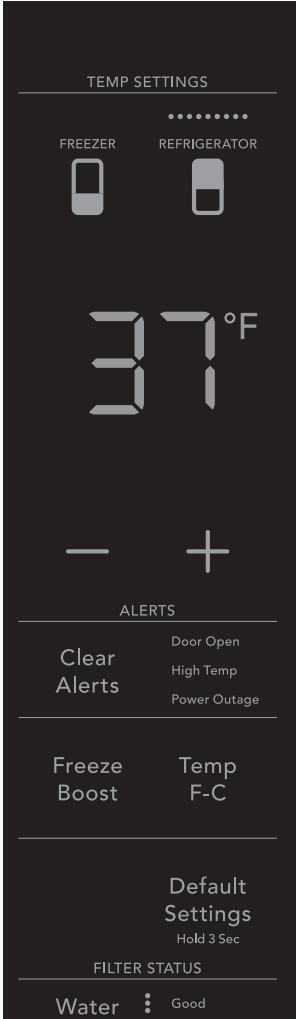 TEMP SETTINGS
FREEZER REFRIGERATOR
37°F
− +
ALERTS
Clear Alerts
Door Open
High Temp
Power Outage
Freeze Boost
Temp F-C
Default Settings
Hold 3 Sec
FILTER STATUS
Water Good